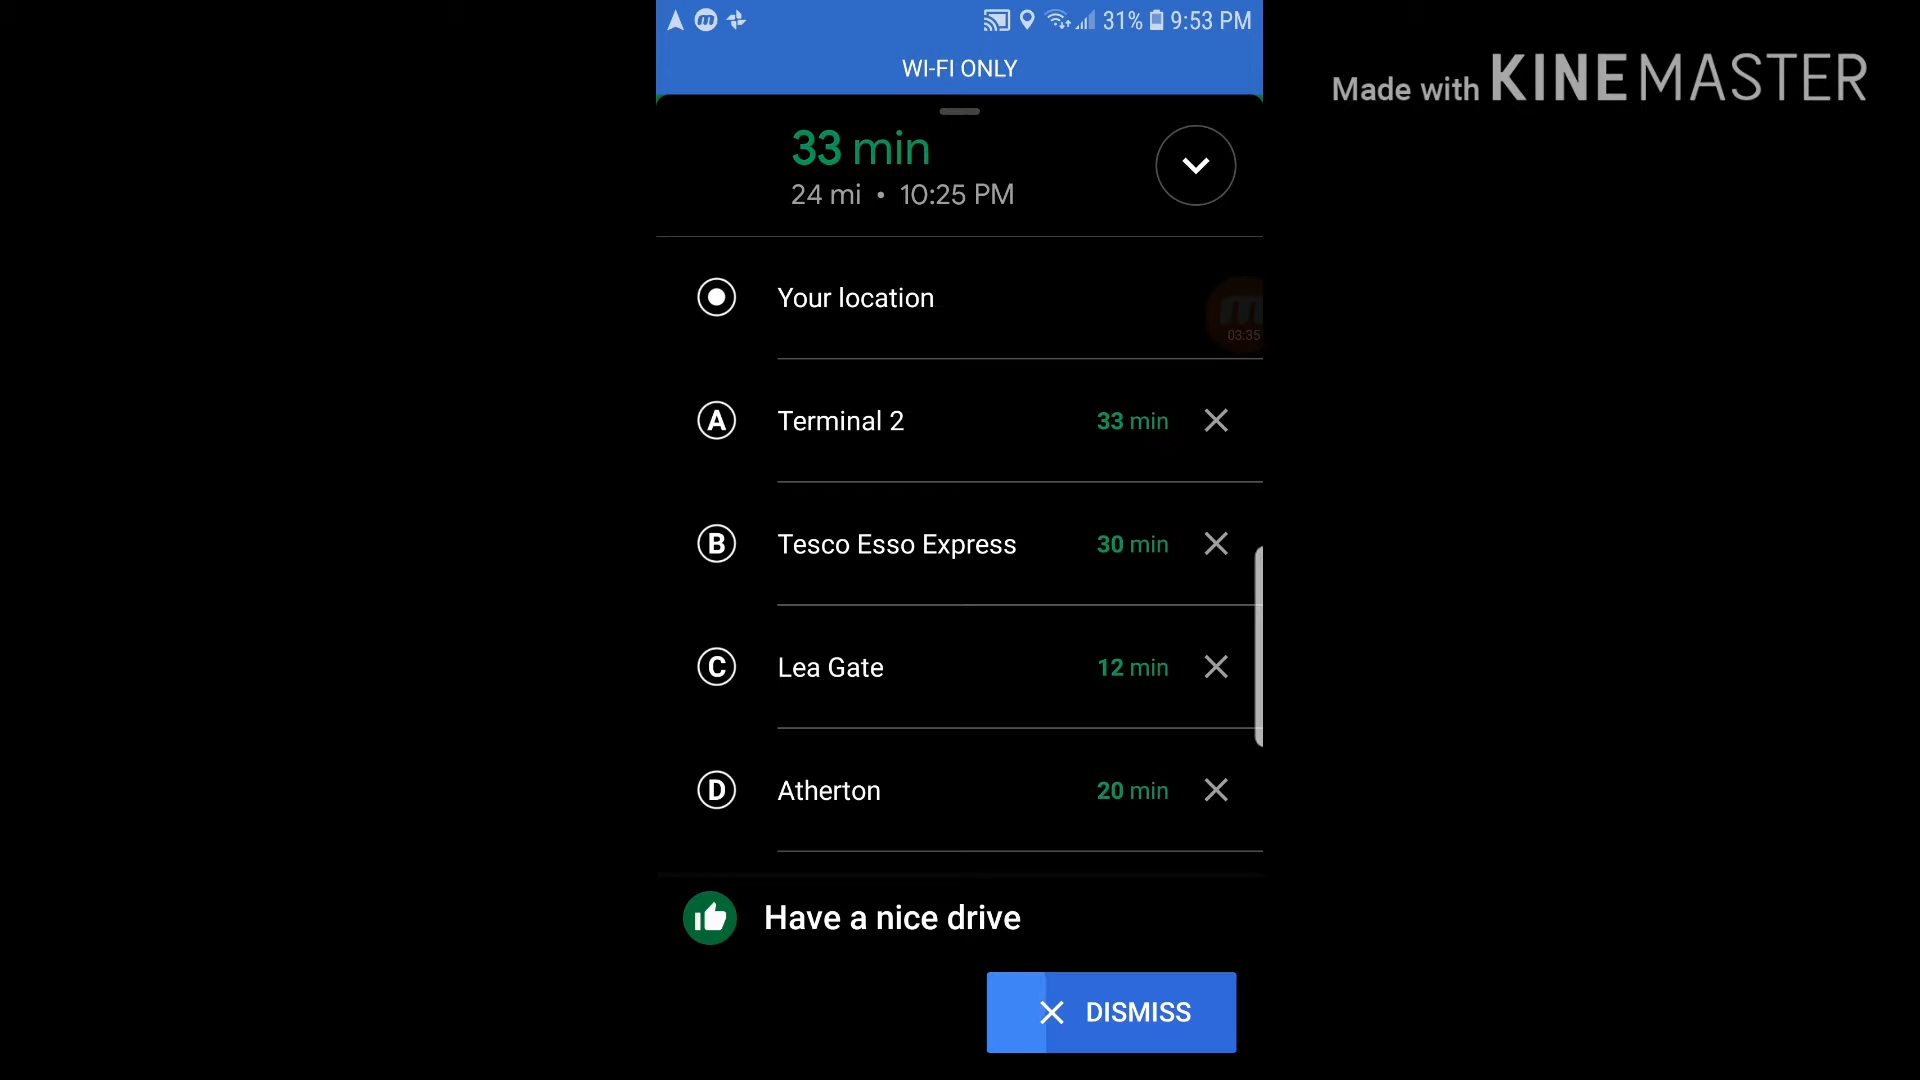 31% 9:53 PM
Made with KINEMASTER
WI-FI ONLY
33 min
24 mi • 10:25 PM
Your location
03:35
A Terminal 2 33 min
B Tesco Esso Express 30 min
C Lea Gate 12 min
D Atherton 20 min
Have a nice drive
DISMISS